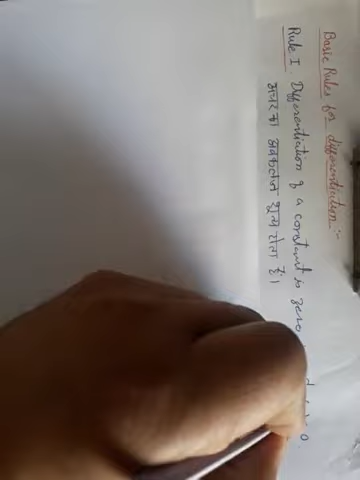 Basic Rules for differentiation :-
Rule I. Differentiation of a constant is zero
अचर का अवकलन शून्य होता है।